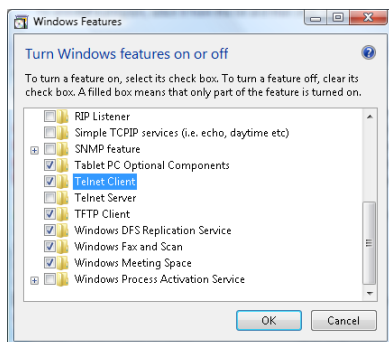 Windows Features
Turn Windows features on or off
To turn a feature on, select its check box. To turn a feature off, clear its
check box. A filled box means that only part of the feature is turned on.
RIP Listener
Simple TCPIP services (i.e. echo, daytime etc)
SNMP feature
Tablet PC Optional Components
Telnet Client
Telnet Server
TFTP Client
Windows DFS Replication Service
Windows Fax and Scan
Windows Meeting Space
Windows Process Activation Service
OK Cancel